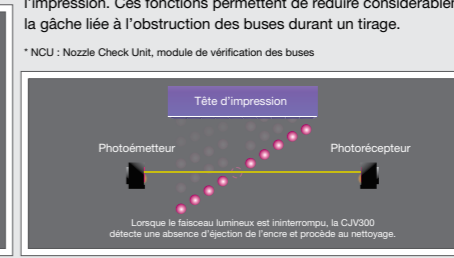 l’impression. Ces fonctions permettent de réduire
la gâche liée à l’obstruction des buses durant un tirage.
* NCU : Nozzle Check Unit, module de vérification des buses
Tête d’impression
Photoémetteur
Photorécepteur
Lorsque le faisceau lumineux est ininterrompu, la CJV300
détecte une absence d’éjection de l’encre et procède au nettoyage.